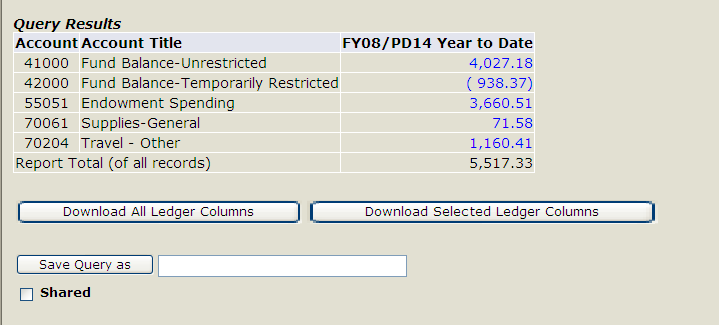 Query Results
Account Account Title FY08/PD14 Year to Date
41000 Fund Balance-Unrestricted 4,027.18
42000 Fund Balance-Temporarily Restricted ( 938.37)
55051 Endowment Spending 3,660.51
70061 Supplies-General 71.58
70204 Travel - Other 1,160.41
Report Total (of all records) 5,517.33
Download All Ledger Columns Download Selected Ledger Columns
Save Query as
Shared